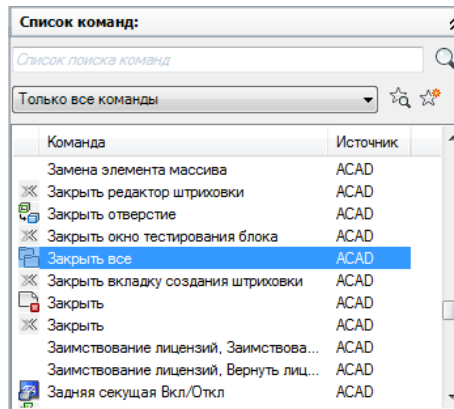 Список команд:
Список поиска команд
Только все команды
Команда Источник
Замена элемента массива ACAD
Закрыть редактор штриховки ACAD
Закрыть отверстие ACAD
Закрыть окно тестирования блока ACAD
Закрыть все ACAD
Закрыть вкладку создания штриховки ACAD
Закрыть ACAD
Закрыть ACAD
Заимствование лицензий, Заимствова... ACAD
Заимствование лицензий, Вернуть лиц... ACAD
Задняя секущая Вкл/Откл ACAD